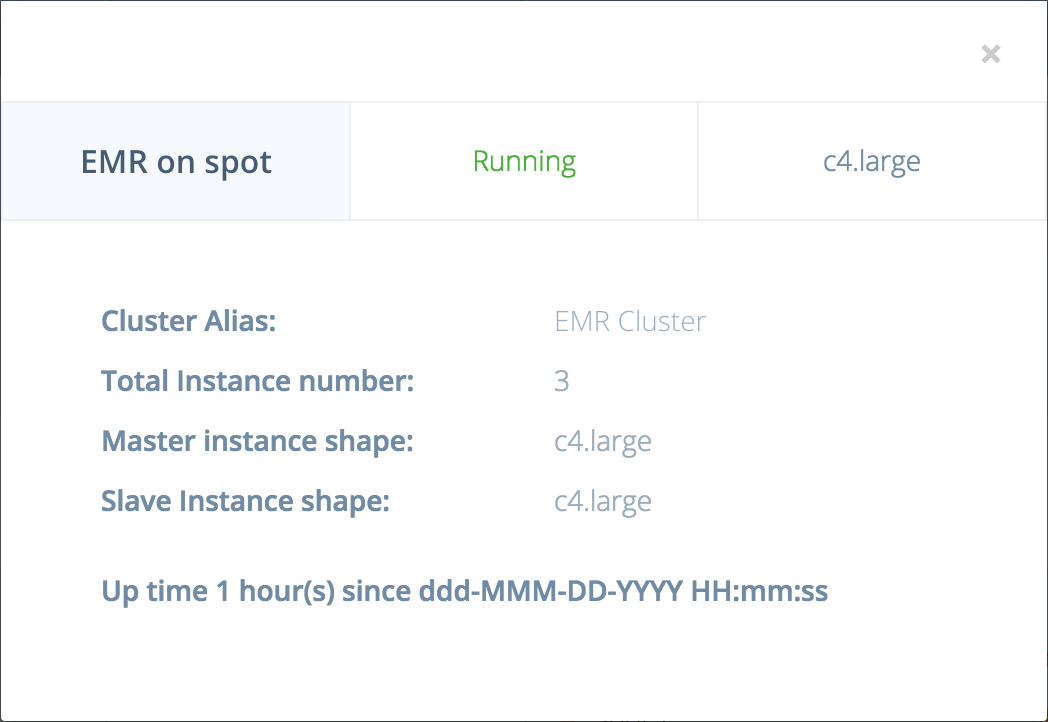 EMR on spot
Running
c4.large
Cluster Alias: EMR Cluster
Total Instance number: 3
Master instance shape: c4.large
Slave Instance shape: c4.large
Up time 1 hour(s) since ddd-MMM-DD-YYYY HH:mm:ss